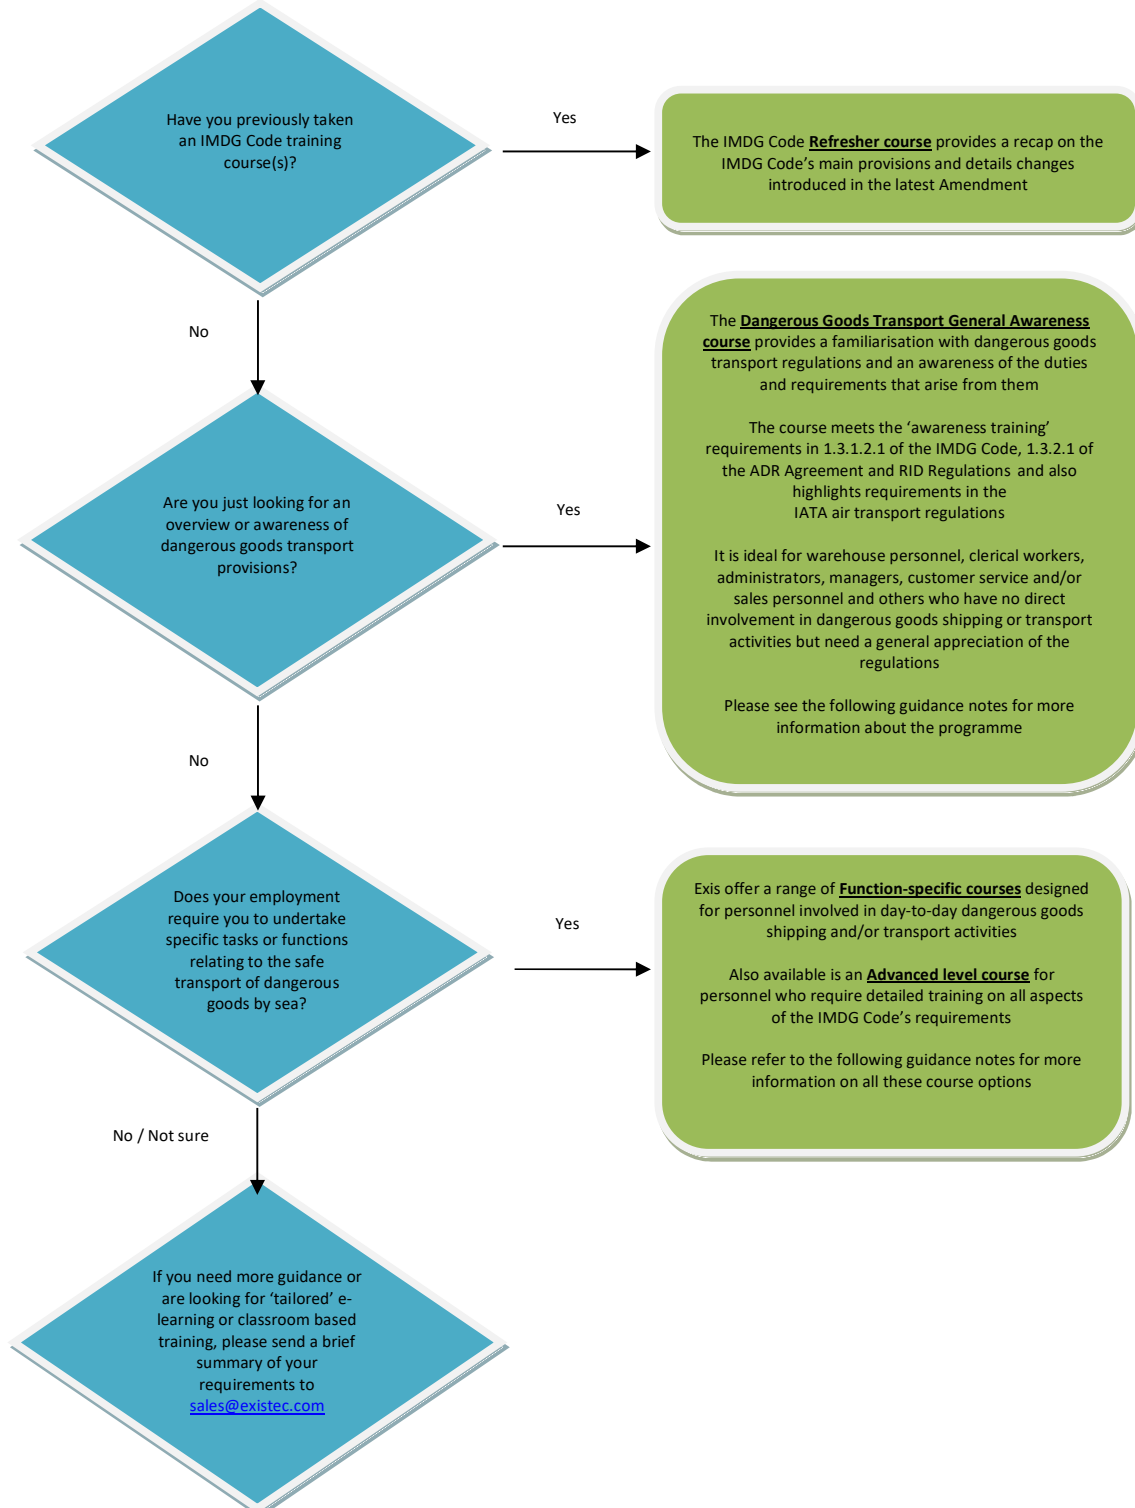 Have you previously taken
an IMDG Code training
course(s)?
Yes
The IMDG Code Refresher course provides a recap on the
IMDG Code’s main provisions and details changes
introduced in the latest Amendment
No
Are you just looking for an
overview or awareness of
dangerous goods transport
provisions?
Yes
The Dangerous Goods Transport General Awareness
course provides a familiarisation with dangerous goods
transport regulations and an awareness of the duties
and requirements that arise from them
The course meets the ‘awareness training’
requirements in 1.3.1.2.1 of the IMDG Code, 1.3.2.1 of
the ADR Agreement and RID Regulations and also
highlights requirements in the
IATA air transport regulations
It is ideal for warehouse personnel, clerical workers,
administrators, managers, customer service and/or
sales personnel and others who have no direct
involvement in dangerous goods shipping or transport
activities but need a general appreciation of the
regulations
Please see the following guidance notes for more
information about the programme
No
Does your employment
require you to undertake
specific tasks or functions
relating to the safe
transport of dangerous
goods by sea?
Yes
Exis offer a range of Function-specific courses designed
for personnel involved in day-to-day dangerous goods
shipping and/or transport activities
Also available is an Advanced level course for
personnel who require detailed training on all aspects
of the IMDG Code’s requirements
Please refer to the following guidance notes for more
information on all these course options
No / Not sure
If you need more guidance or
are looking for ‘tailored’ e-
learning or classroom based
training, please send a brief
summary of your
requirements to
sales@existec.com